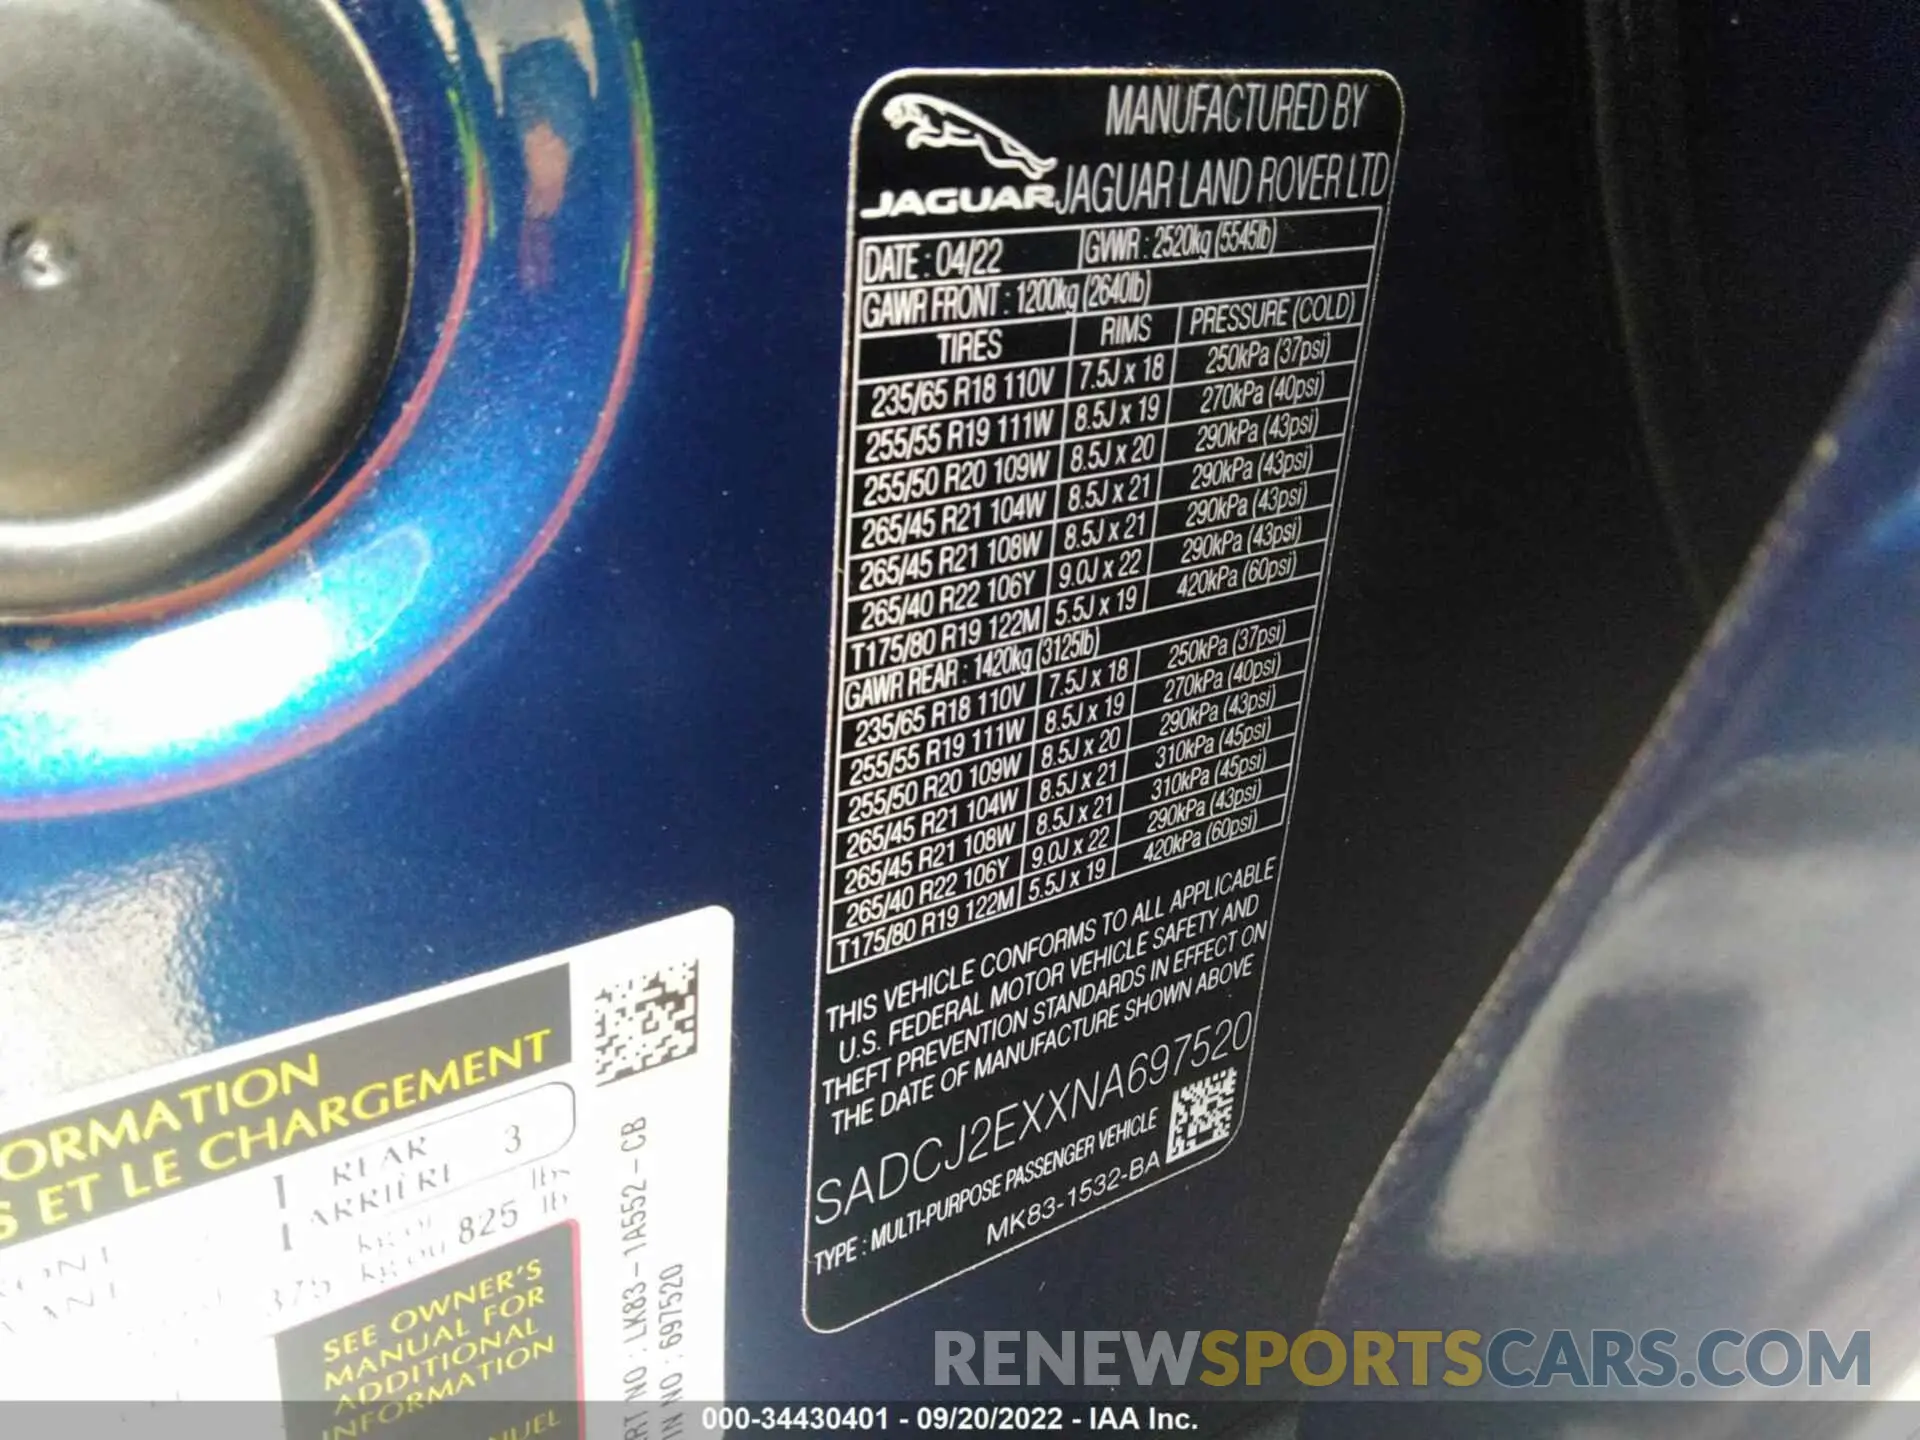 MANUFACTURED BY
JAGUAR JAGUAR LAND ROVER LTD
DATE : 04/22 GVWR : 2520kg (5545lb)
GAWR FRONT : 1200kg (2640lb)
TIRES RIMS PRESSURE (COLD)
235/65 R18 110V 7.5J x 18 250kPa (37psi)
255/55 R19 111W 8.5J x 19 270kPa (40psi)
255/50 R20 109W 8.5J x 20 290kPa (43psi)
265/45 R21 104W 8.5J x 21 290kPa (43psi)
265/45 R21 108W 8.5J x 21 290kPa (43psi)
265/40 R22 106Y 9.0J x 22 290kPa (43psi)
T175/80 R19 122M 5.5J x 19 420kPa (60psi)
GAWR REAR : 1420kg (3125lb)
235/65 R18 110V 7.5J x 18 250kPa (37psi)
255/55 R19 111W 8.5J x 19 270kPa (40psi)
255/50 R20 109W 8.5J x 20 290kPa (43psi)
265/45 R21 104W 8.5J x 21 310kPa (45psi)
265/45 R21 108W 8.5J x 21 310kPa (45psi)
265/40 R22 106Y 9.0J x 22 290kPa (43psi)
T175/80 R19 122M 5.5J x 19 420kPa (60psi)
THIS VEHICLE CONFORMS TO ALL APPLICABLE
U.S. FEDERAL MOTOR VEHICLE SAFETY AND
THEFT PREVENTION STANDARDS IN EFFECT ON
THE DATE OF MANUFACTURE SHOWN ABOVE
SADCJ2EXXNA697520
TYPE : MULTI-PURPOSE PASSENGER VEHICLE
MK83-1532-BA
ORMATION
S ET LE CHARGEMENT
REAR 3
ARRIÈRE
375 kg ou 825 lb
SEE OWNER'S
MANUAL FOR
ADDITIONAL
INFORMATION
NUEL
RT NO : LK83-1A552-CB
IN NO : 697520
RENEWSPORTSCARS.COM
000-34430401 - 09/20/2022 - IAA Inc.